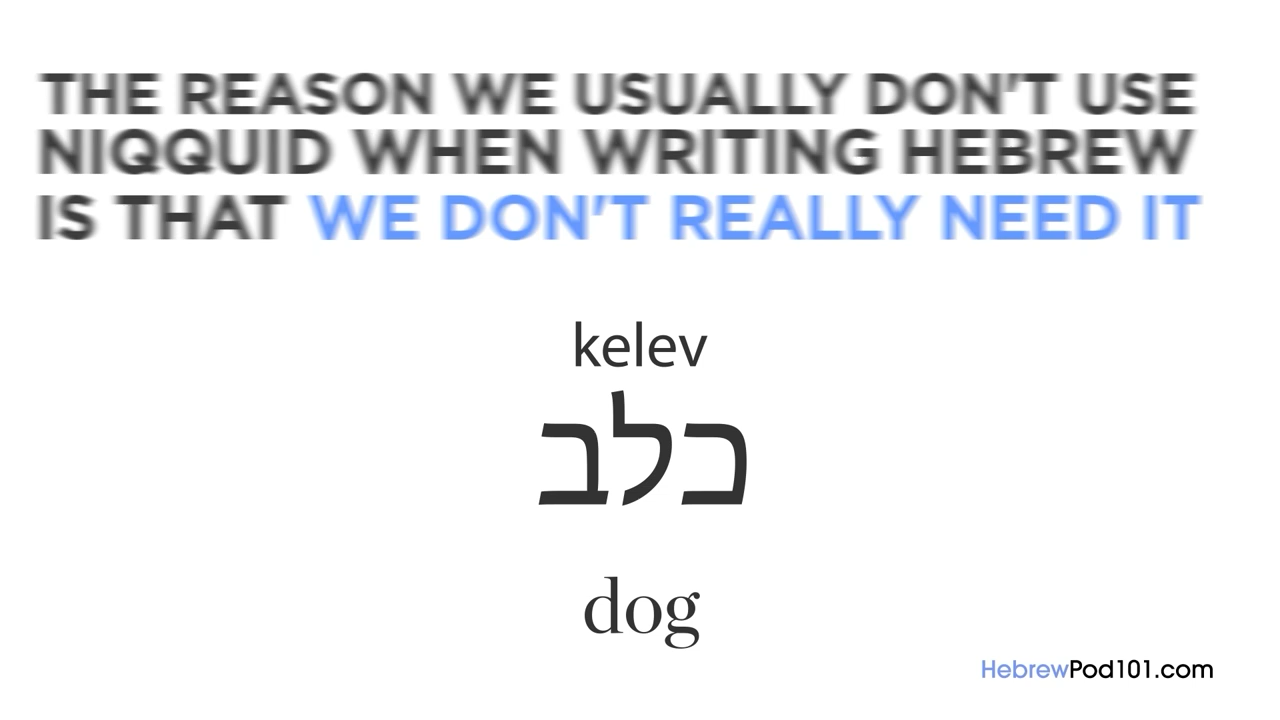 THE REASON WE USUALLY DON'T USE
NIQQUID WHEN WRITING HEBREW
IS THAT WE DON'T REALLY NEED IT
kelev
כלב
dog
HebrewPod101.com